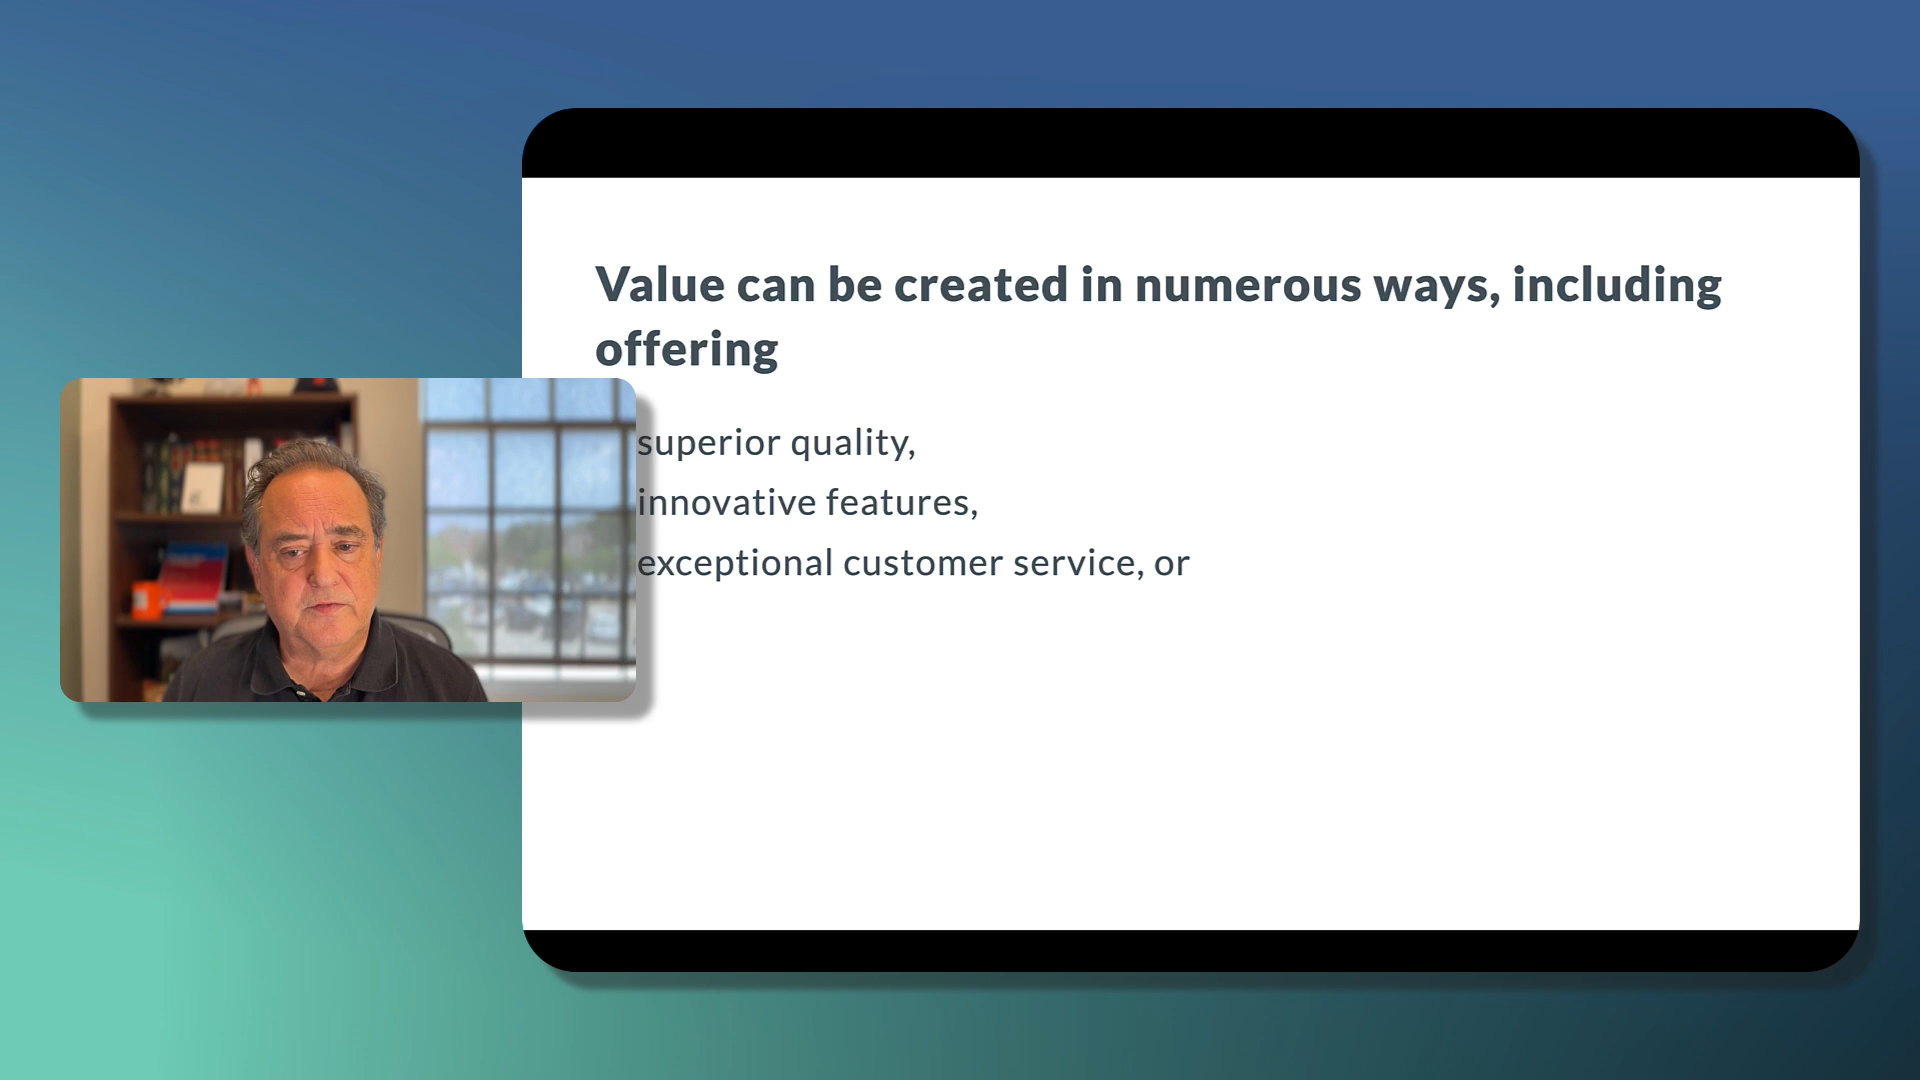 Value can be created in numerous ways, including
offering
superior quality,
innovative features,
exceptional customer service, or